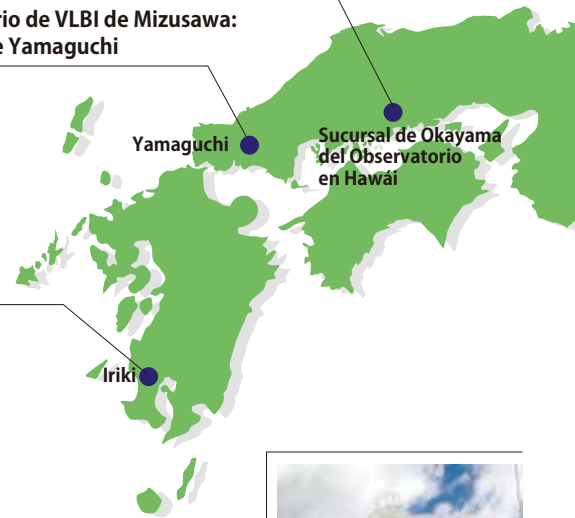 rio de VLBI de Mizusawa:
e Yamaguchi
Yamaguchi
Sucursal de Okayama
del Observatorio
en Hawái
Iriki